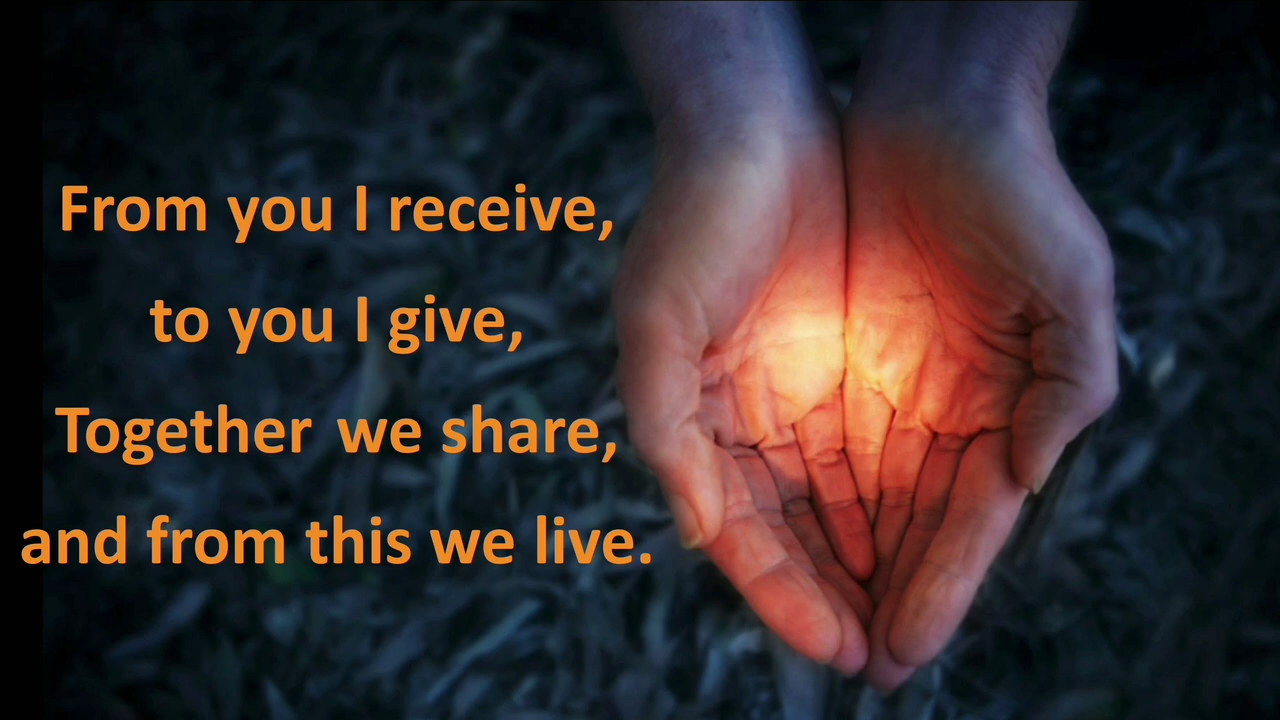 From you I receive,
to you I give,
Together we share,
and from this we live.